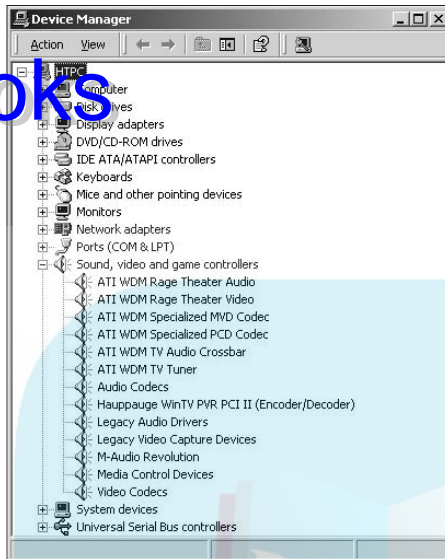 Device Manager
Action View
HTPC
oks
Computer
Disk drives
Display adapters
DVD/CD-ROM drives
IDE ATA/ATAPI controllers
Keyboards
Mice and other pointing devices
Monitors
Network adapters
Ports (COM & LPT)
Sound, video and game controllers
ATI WDM Rage Theater Audio
ATI WDM Rage Theater Video
ATI WDM Specialized MVD Codec
ATI WDM Specialized PCD Codec
ATI WDM TV Audio Crossbar
ATI WDM TV Tuner
Audio Codecs
Hauppauge WinTV PVR PCI II (Encoder/Decoder)
Legacy Audio Drivers
Legacy Video Capture Devices
M-Audio Revolution
Media Control Devices
Video Codecs
System devices
Universal Serial Bus controllers